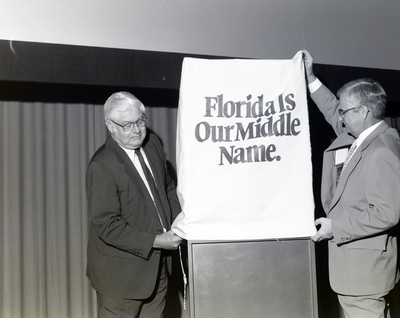 Florida Is
Our Middle
Name.